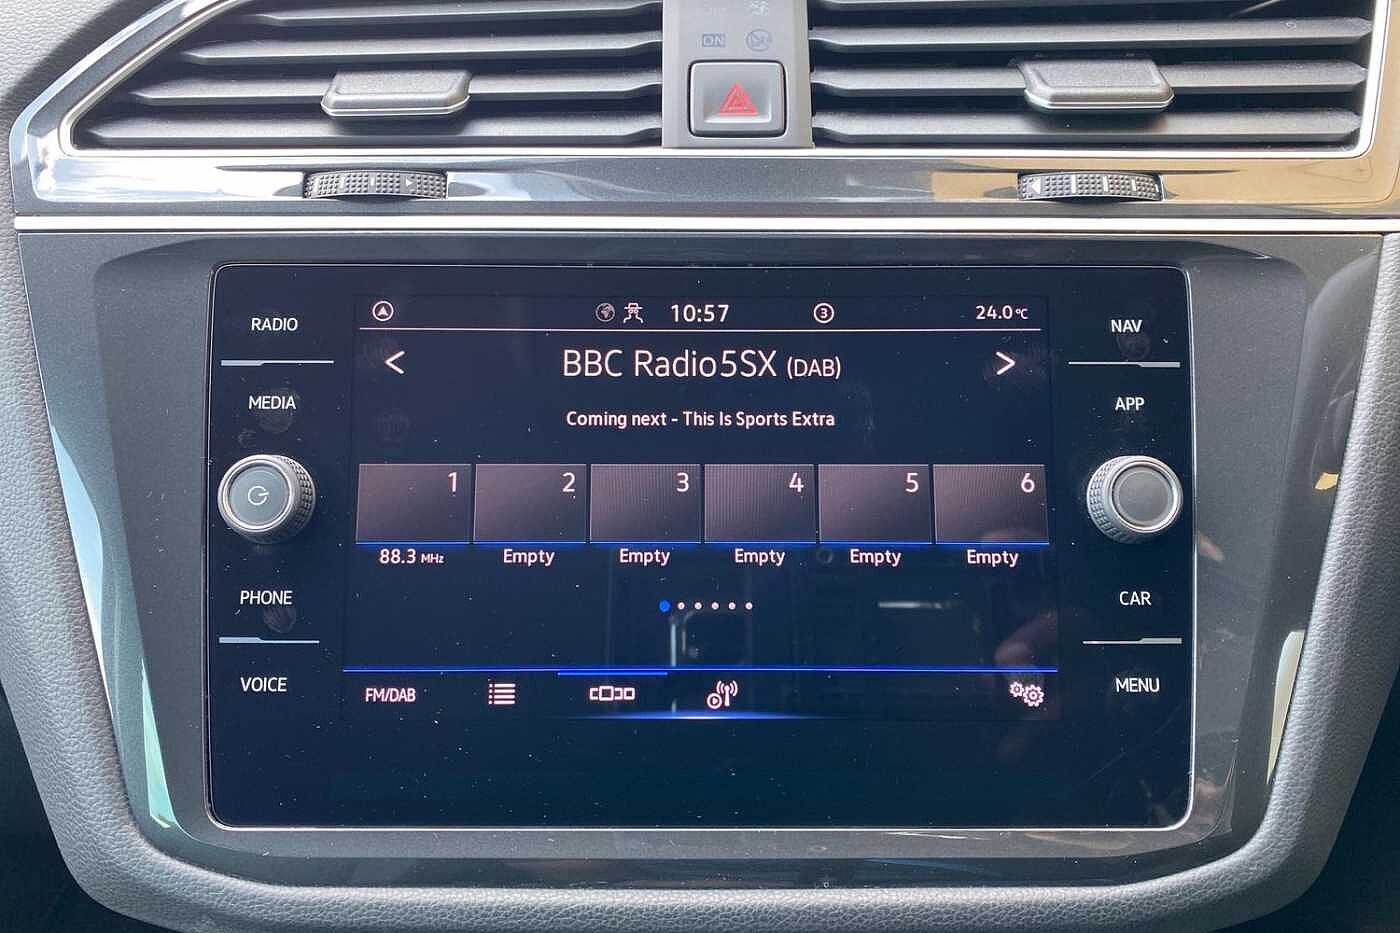 ON
RADIO
MEDIA
PHONE
VOICE
10:57
3
24.0 °C
< BBC Radio5SX (DAB) >
Coming next - This Is Sports Extra
1 2 3 4 5 6
88.3 MHz Empty Empty Empty Empty Empty
FM/DAB
NAV
APP
CAR
MENU